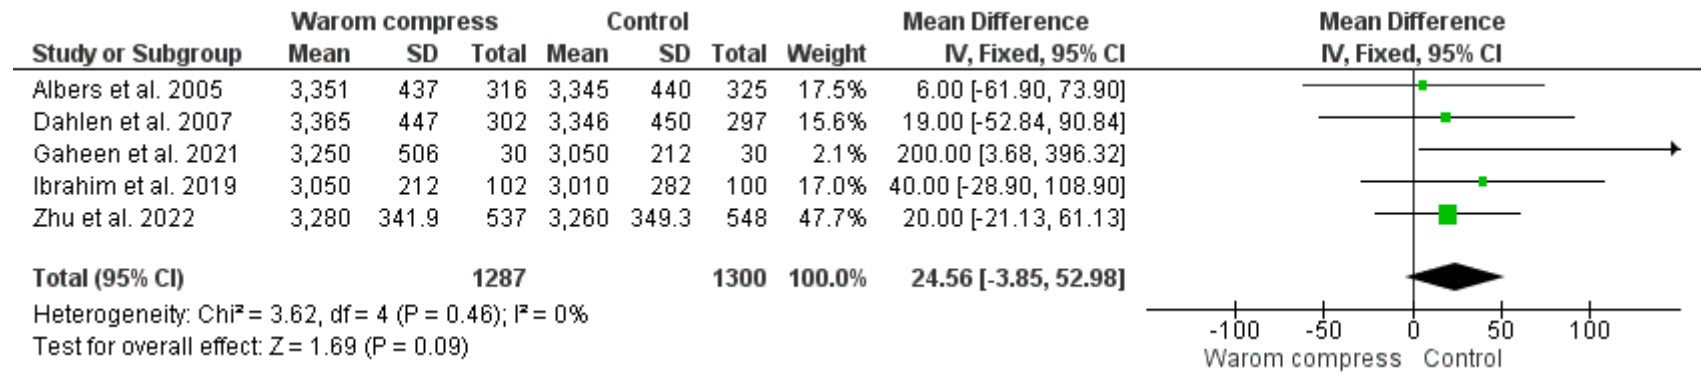 Warom compress Control Mean Difference Mean Difference
Study or Subgroup Mean SD Total Mean SD Total Weight IV, Fixed, 95% CI IV, Fixed, 95% CI
Albers et al. 2005 3,351 437 316 3,345 440 325 17.5% 6.00 [-61.90, 73.90]
Dahlen et al. 2007 3,365 447 302 3,346 450 297 15.6% 19.00 [-52.84, 90.84]
Gaheen et al. 2021 3,250 506 30 3,050 212 30 2.1% 200.00 [3.68, 396.32]
Ibrahim et al. 2019 3,050 212 102 3,010 282 100 17.0% 40.00 [-28.90, 108.90]
Zhu et al. 2022 3,280 341.9 537 3,260 349.3 548 47.7% 20.00 [-21.13, 61.13]
Total (95% CI) 1287 1300 100.0% 24.56 [-3.85, 52.98]
Heterogeneity: Chi² = 3.62, df = 4 (P = 0.46); I² = 0%
Test for overall effect: Z = 1.69 (P = 0.09)
-100 -50 0 50 100
Warom compress Control